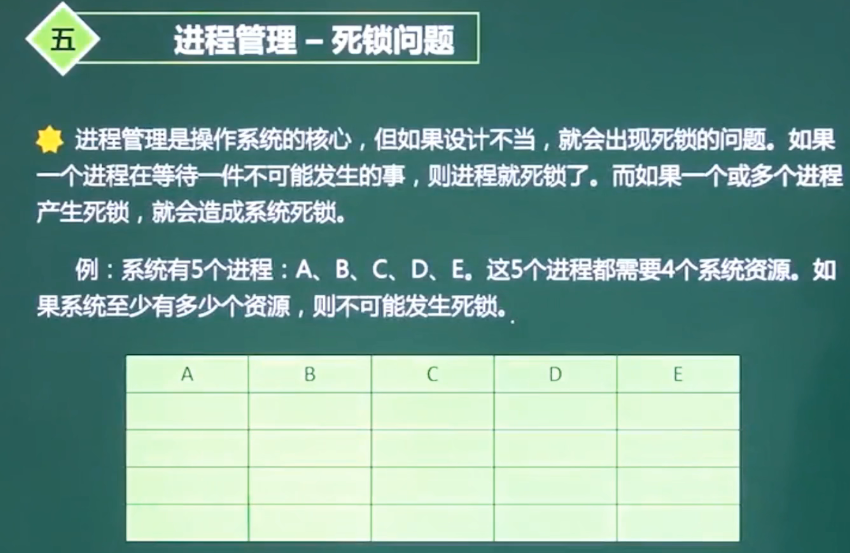 五
进程管理 – 死锁问题
进程管理是操作系统的核心，但如果设计不当，就会出现死锁的问题。如果
一个进程在等待一件不可能发生的事，则进程就死锁了。而如果一个或多个进程
产生死锁，就会造成系统死锁。
例：系统有5个进程：A、B、C、D、E。这5个进程都需要4个系统资源。如
果系统至少有多少个资源，则不可能发生死锁。
A B C D E